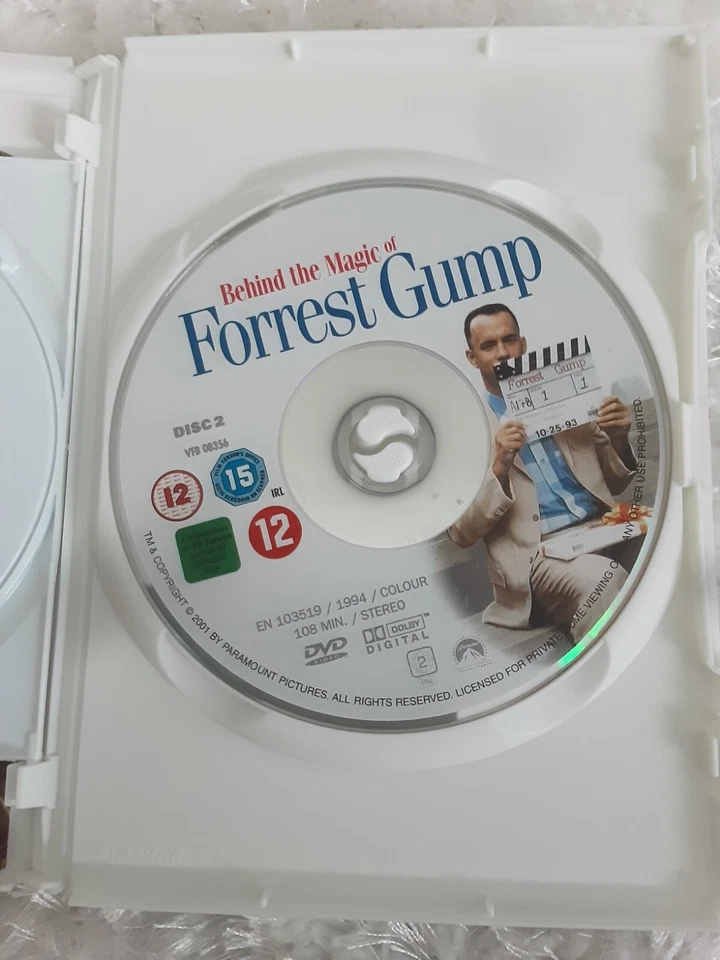 Behind the Magic of
Forrest Gump
Forrest Gump
1
1
10-25-93
DISC 2
VFB 08356
12
15
IRL
12
EN 103519 / 1994 / COLOUR
108 MIN. / STEREO
DVD
VIDEO
DOLBY
DIGITAL
2
PAL
TM & COPYRIGHT © 2001 BY PARAMOUNT PICTURES. ALL RIGHTS RESERVED. LICENSED FOR PRIVATE HOME VIEWING ONLY. ANY OTHER USE PROHIBITED.